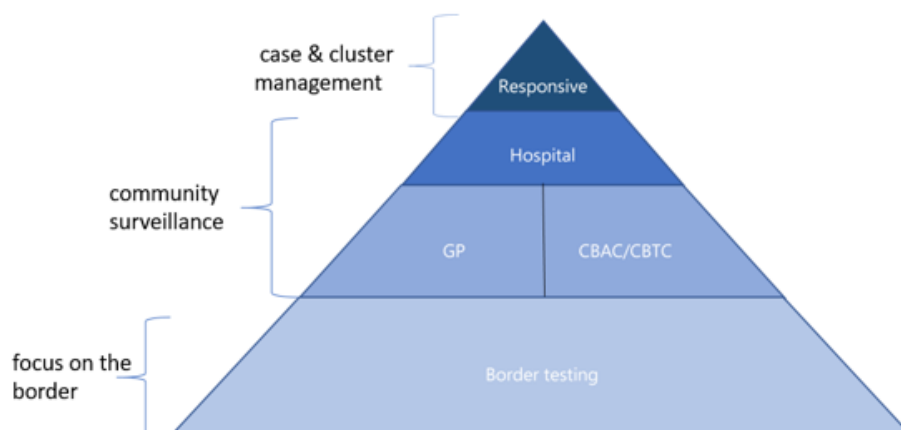 case & cluster
management
Responsive
Hospital
community
surveillance
GP
CBAC/CBTC
focus on the
border
Border testing